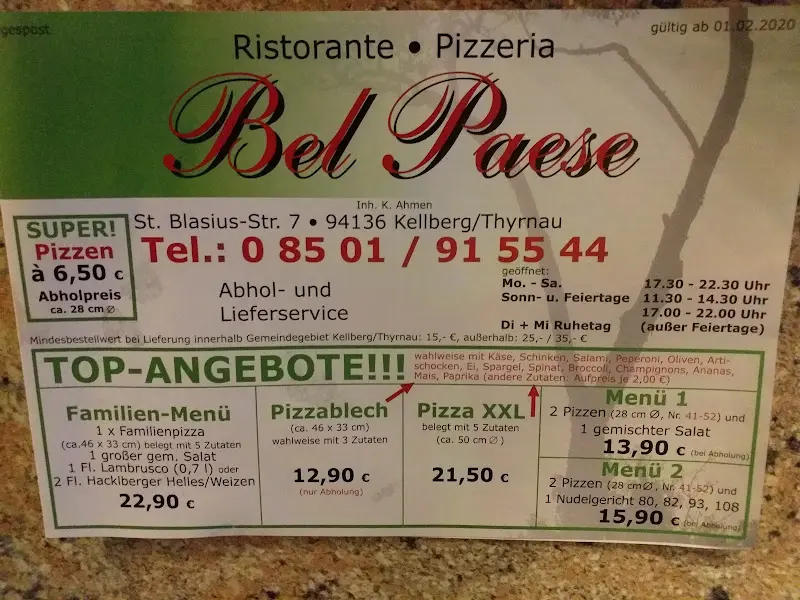 gespost
gültig ab 01.02.2020
Ristorante • Pizzeria
Bel Paese
Inh. K. Ahmen
St. Blasius-Str. 7 • 94136 Kellberg/Thyrnau
Tel.: 0 85 01 / 91 55 44
SUPER!
Pizzen
à 6,50 €
Abholpreis
ca. 28 cm Ø
Abhol- und
Lieferservice
geöffnet:
Mo. - Sa. 17.30 - 22.30 Uhr
Sonn- u. Feiertage 11.30 - 14.30 Uhr
17.00 - 22.00 Uhr
Di + Mi Ruhetag (außer Feiertage)
Mindesbestellwert bei Lieferung innerhalb Gemeindegebiet Kellberg/Thyrnau: 15,- €, außerhalb: 25,- / 35,- €
TOP-ANGEBOTE!!!
wahlweise mit Käse, Schinken, Salami, Peperoni, Oliven, Arti-
schocken, Ei, Spargel, Spinat, Broccoli, Champignons, Ananas,
Mais, Paprika (andere Zutaten: Aufpreis je 2,00 €)
Familien-Menü
1 x Familienpizza
(ca.46 x 33 cm) belegt mit 5 Zutaten
1 großer gem. Salat
1 Fl. Lambrusco (0,7 l) oder
2 Fl. Hacklberger Helles/Weizen
22,90 €
Pizzablech
(ca. 46 x 33 cm)
wahlweise mit 3 Zutaten
12,90 €
(nur Abholung)
Pizza XXL
belegt mit 5 Zutaten
(ca. 50 cm Ø)
21,50 €
Menü 1
2 Pizzen (28 cm Ø, Nr. 41-52) und
1 gemischter Salat
13,90 € (bei Abholung)
Menü 2
2 Pizzen (28 cm Ø, Nr. 41-52) und
1 Nudelgericht 80, 82, 93, 108
15,90 € (bei Abholung)